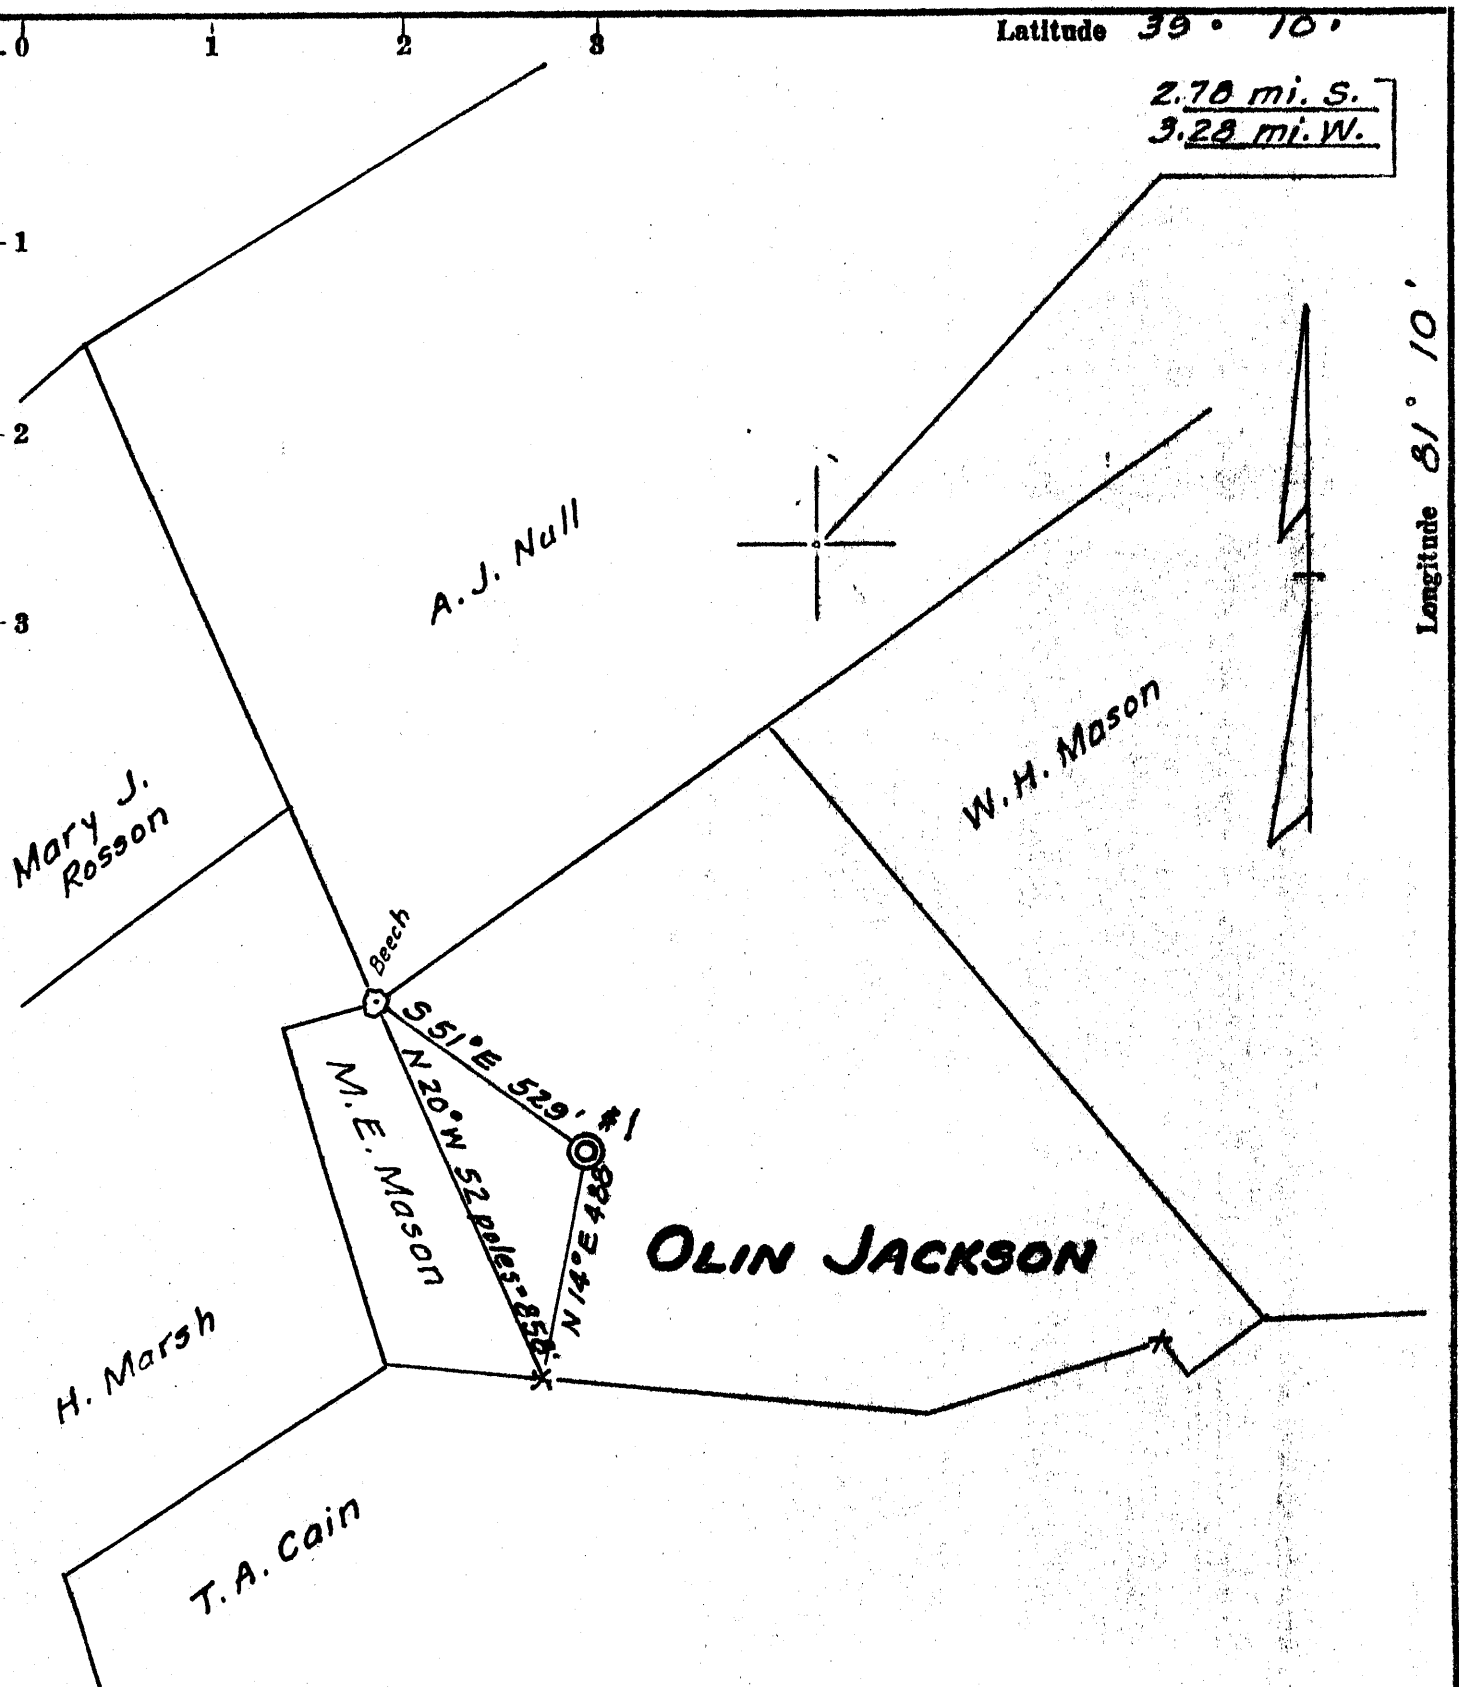 0 1 2 3
Latitude 39° 10'
2.78 mi. S.
3.28 mi. W.
1
2
3
Longitude 81° 10'
A. J. Null
W. H. Mason
Mary J.
Rosson
Beech
S 51° E 529'
#1
N 20° W 52 poles = 858'
N 14° E 488
M. E. Mason
OLIN JACKSON
H. Marsh
T. A. Cain